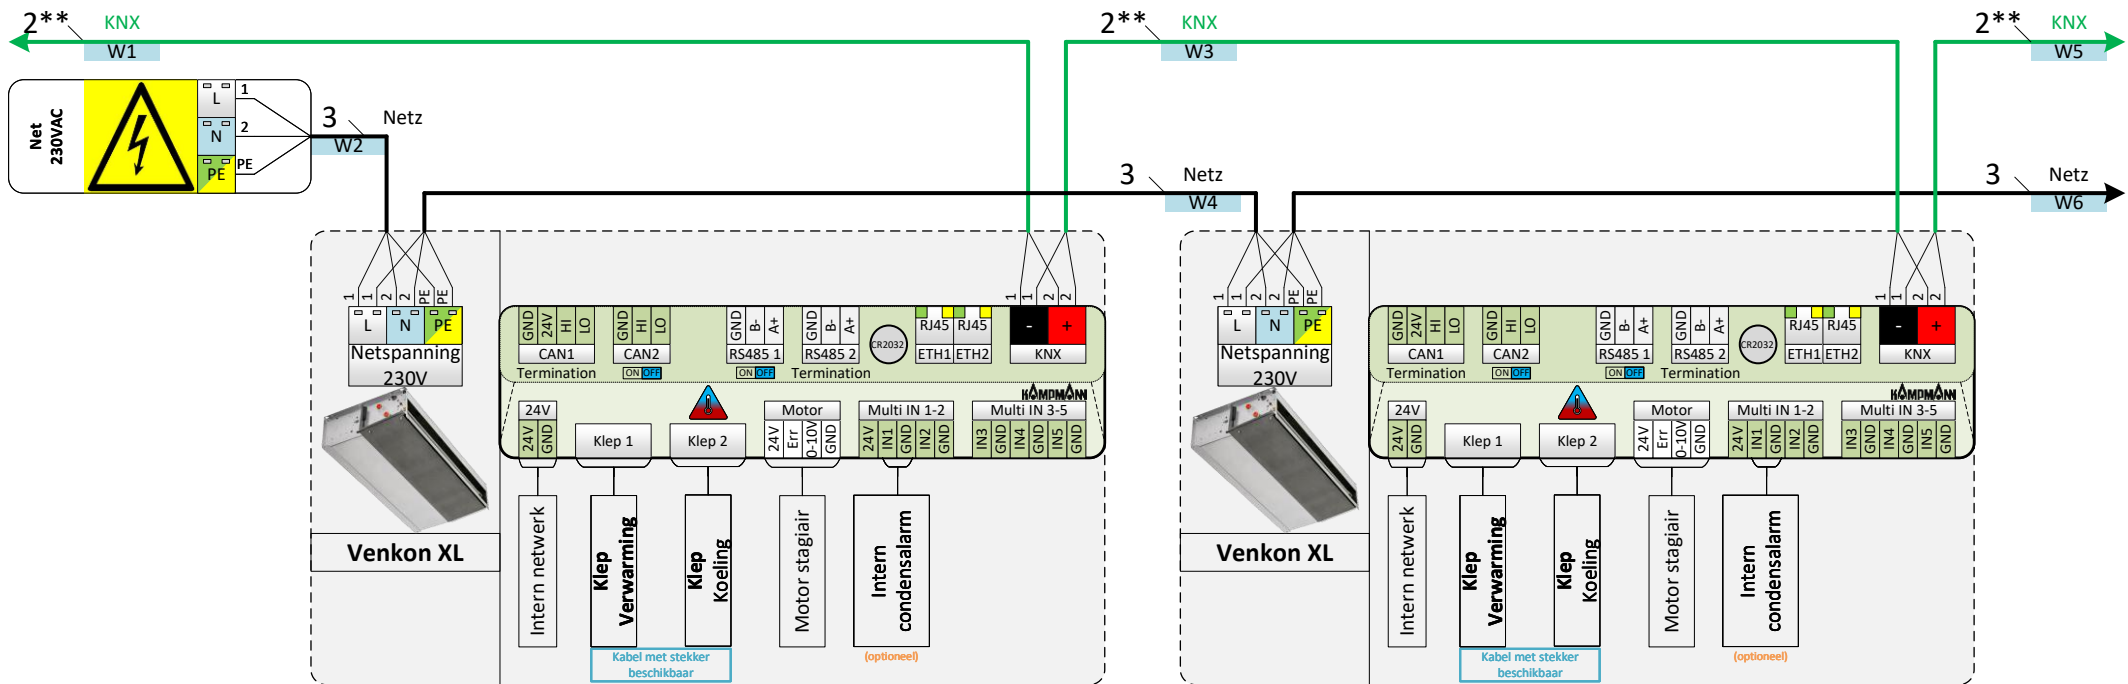 2** KNX 2** KNX 2** KNX
W1 W3 W5
Net
230VAC
L 1
N 2
PE PE
3 Netz
W2
3 Netz 3 Netz
W4 W6
1 1 2 2 PE PE 1 1 2 2
L N PE
Netspanning
230V
GND 24V HI LO GND HI LO GND B- A+ GND B- A+ CR2032 RJ45 RJ45 - +
CAN1 CAN2 RS485 1 RS485 2 ETH1 ETH2 KNX
Termination ON OFF ON OFF Termination
KAMPMANN
24V Motor Multi IN 1-2 Multi IN 3-5
24V GND Klep 1 Klep 2 24V Err 0-10V GND 24V IN1 GND IN2 GND IN3 GND IN4 GND IN5 GND
Venkon XL
Intern netwerk
Klep
Verwarming
Klep
Koeling
Motor stagiair
Intern
condensalarm
Kabel met stekker
beschikbaar
(optioneel)
1 1 2 2 PE PE 1 1 2 2
L N PE
Netspanning
230V
GND 24V HI LO GND HI LO GND B- A+ GND B- A+ CR2032 RJ45 RJ45 - +
CAN1 CAN2 RS485 1 RS485 2 ETH1 ETH2 KNX
Termination ON OFF ON OFF Termination
KAMPMANN
24V Motor Multi IN 1-2 Multi IN 3-5
24V GND Klep 1 Klep 2 24V Err 0-10V GND 24V IN1 GND IN2 GND IN3 GND IN4 GND IN5 GND
Venkon XL
Intern netwerk
Klep
Verwarming
Klep
Koeling
Motor stagiair
Intern
condensalarm
Kabel met stekker
beschikbaar
(optioneel)